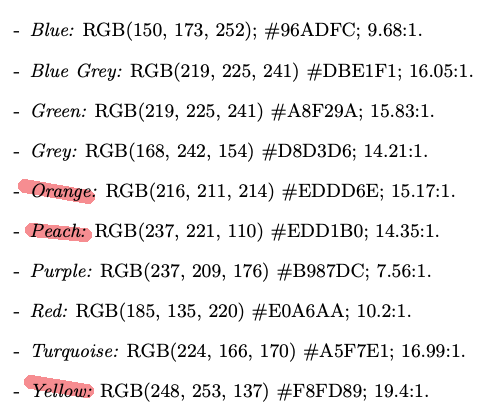 - Blue: RGB(150, 173, 252); #96ADFC; 9.68:1.
- Blue Grey: RGB(219, 225, 241) #DBE1F1; 16.05:1.
- Green: RGB(219, 225, 241) #A8F29A; 15.83:1.
- Grey: RGB(168, 242, 154) #D8D3D6; 14.21:1.
- Orange: RGB(216, 211, 214) #EDDD6E; 15.17:1.
- Peach: RGB(237, 221, 110) #EDD1B0; 14.35:1.
- Purple: RGB(237, 209, 176) #B987DC; 7.56:1.
- Red: RGB(185, 135, 220) #E0A6AA; 10.2:1.
- Turquoise: RGB(224, 166, 170) #A5F7E1; 16.99:1.
- Yellow: RGB(248, 253, 137) #F8FD89; 19.4:1.